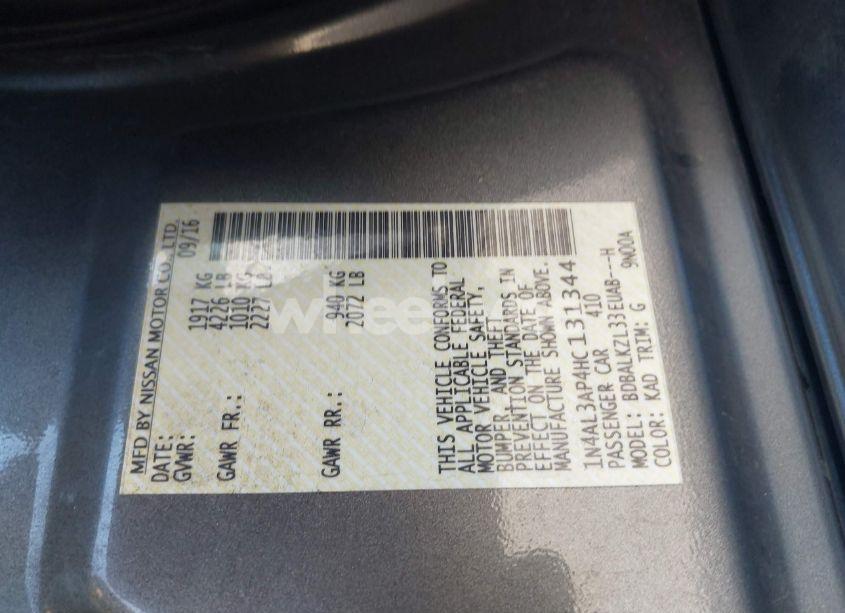 MFD BY NISSAN MOTOR CO., LTD.
DATE: 09/16
GVWR: 1917 KG
4226 LB
GAWR FR.: 1010 KG
2227 LB
GAWR RR.: 940 KG
2072 LB
THIS VEHICLE CONFORMS TO
ALL APPLICABLE FEDERAL
MOTOR VEHICLE SAFETY,
BUMPER, AND THEFT
PREVENTION STANDARDS IN
EFFECT ON THE DATE OF
MANUFACTURE SHOWN ABOVE.
1N4AL3AP4HC131344
PASSENGER CAR 410
MODEL: BDBALKZL33EUAB---H
COLOR: KAD TRIM: G 9N00A